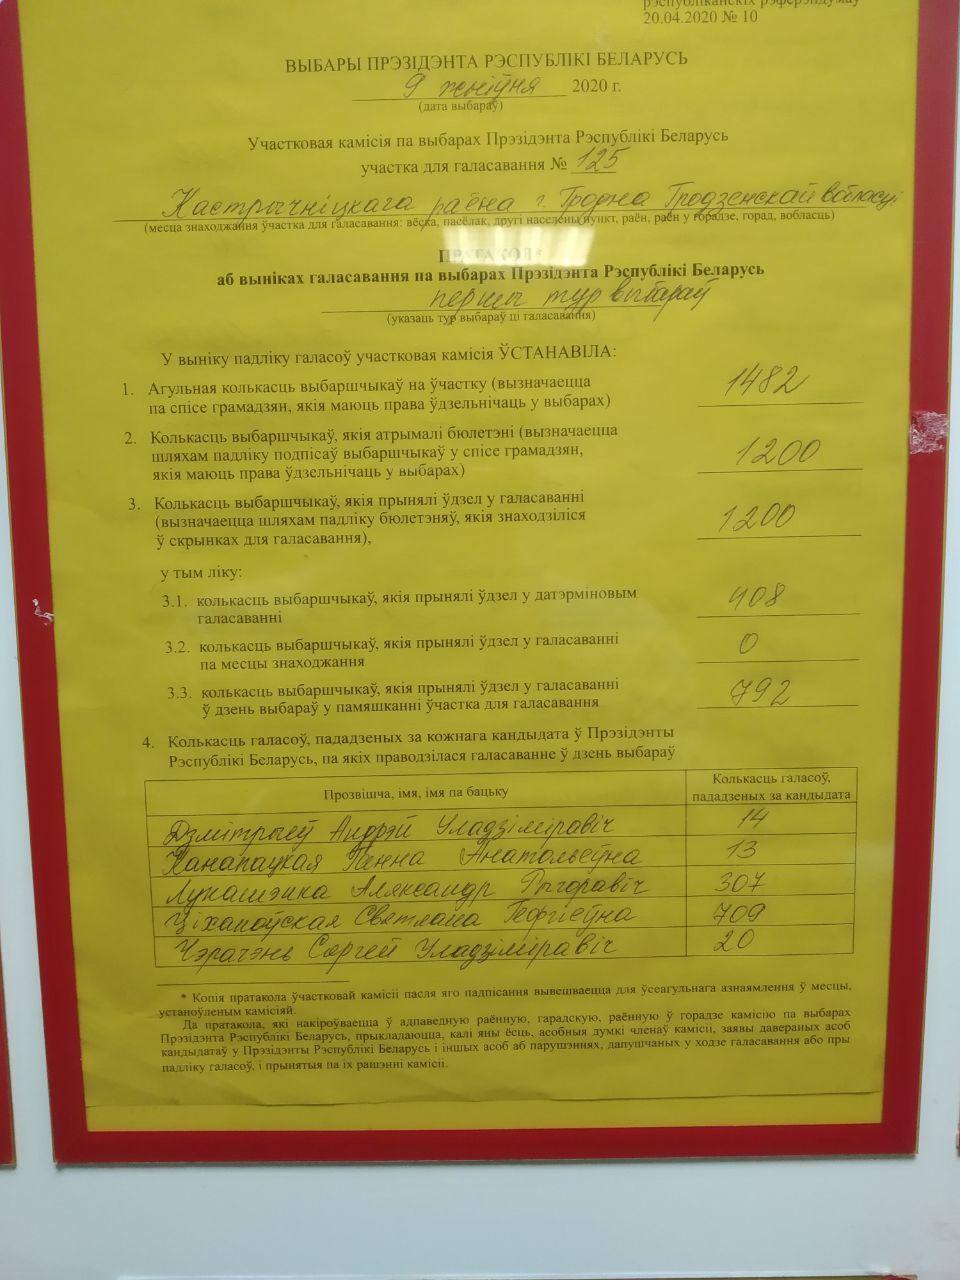 рэспубліканскіх рэферэндумаў
20.04.2020 № 10
ВЫБАРЫ ПРЭЗІДЭНТА РЭСПУБЛІКІ БЕЛАРУСЬ
9 жніўня 2020 г.
(дата выбараў)
Участковая камісія па выбарах Прэзідэнта Рэспублікі Беларусь
участка для галасавання № 125
Кастрычніцкага раёна г. Гродна Гродзенскай вобласці
(месца знаходжання ўчастка для галасавання: вёска, пасёлак, другі населены пункт, раён, раён у горадзе, горад, вобласць)
ПРАТАКОЛ*
аб выніках галасавання па выбарах Прэзідэнта Рэспублікі Беларусь
першы тур выбараў
(указаць тур выбараў ці галасавання)
У выніку падліку галасоў участковая камісія ЎСТАНАВІЛА:
1. Агульная колькасць выбаршчыкаў на ўчастку (вызначаецца
па спісе грамадзян, якія маюць права ўдзельнічаць у выбарах) 1482
2. Колькасць выбаршчыкаў, якія атрымалі бюлетэні (вызначаецца
шляхам падліку подпісаў выбаршчыкаў у спісе грамадзян,
якія маюць права ўдзельнічаць у выбарах) 1200
3. Колькасць выбаршчыкаў, якія прынялі ўдзел у галасаванні
(вызначаецца шляхам падліку бюлетэняў, якія знаходзіліся
ў скрынках для галасавання), 1200
у тым ліку:
3.1. колькасць выбаршчыкаў, якія прынялі ўдзел у датэрміновым
галасаванні 408
3.2. колькасць выбаршчыкаў, якія прынялі ўдзел у галасаванні
па месцы знаходжання 0
3.3. колькасць выбаршчыкаў, якія прынялі ўдзел у галасаванні
ў дзень выбараў у памяшканні ўчастка для галасавання 792
4. Колькасць галасоў, пададзеных за кожнага кандыдата ў Прэзідэнты
Рэспублікі Беларусь, па якіх праводзілася галасаванне ў дзень выбараў
Прозвішча, імя, імя па бацьку Колькасць галасоў,
пададзеных за кандыдата
Дзмітрыеў Андрэй Уладзіміравіч 14
Канапацкая Ганна Анатольеўна 13
Лукашэнка Аляксандр Рыгоравіч 307
Ціханоўская Святлана Георгіеўна 709
Чэрачэнь Сяргей Уладзіміравіч 20
* Копія пратакола ўчастковай камісіі пасля яго падпісання вывешваецца для ўсеагульнага азнаямлення ў месцы,
устаноўленым камісіяй.
Да пратакола, які накіроўваецца ў адпаведную раённую, гарадскую, раённую ў горадзе камісію па выбарах
Прэзідэнта Рэспублікі Беларусь, прыкладаюцца, калі яны ёсць, асобныя думкі членаў камісіі, заявы давераных асоб
кандыдатаў у Прэзідэнты Рэспублікі Беларусь і іншых асоб аб парушэннях, дапушчаных у ходзе галасавання або пры
падліку галасоў, і прынятыя па іх рашэнні камісіі.